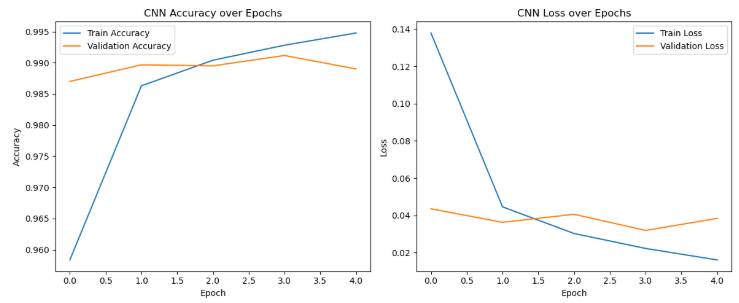 CNN Accuracy over Epochs
Train Accuracy
Validation Accuracy
0.995
0.990
0.985
0.980
0.975
0.970
0.965
0.960
Accuracy
0.0 0.5 1.0 1.5 2.0 2.5 3.0 3.5 4.0
Epoch
CNN Loss over Epochs
Train Loss
Validation Loss
0.14
0.12
0.10
0.08
0.06
0.04
0.02
Loss
0.0 0.5 1.0 1.5 2.0 2.5 3.0 3.5 4.0
Epoch